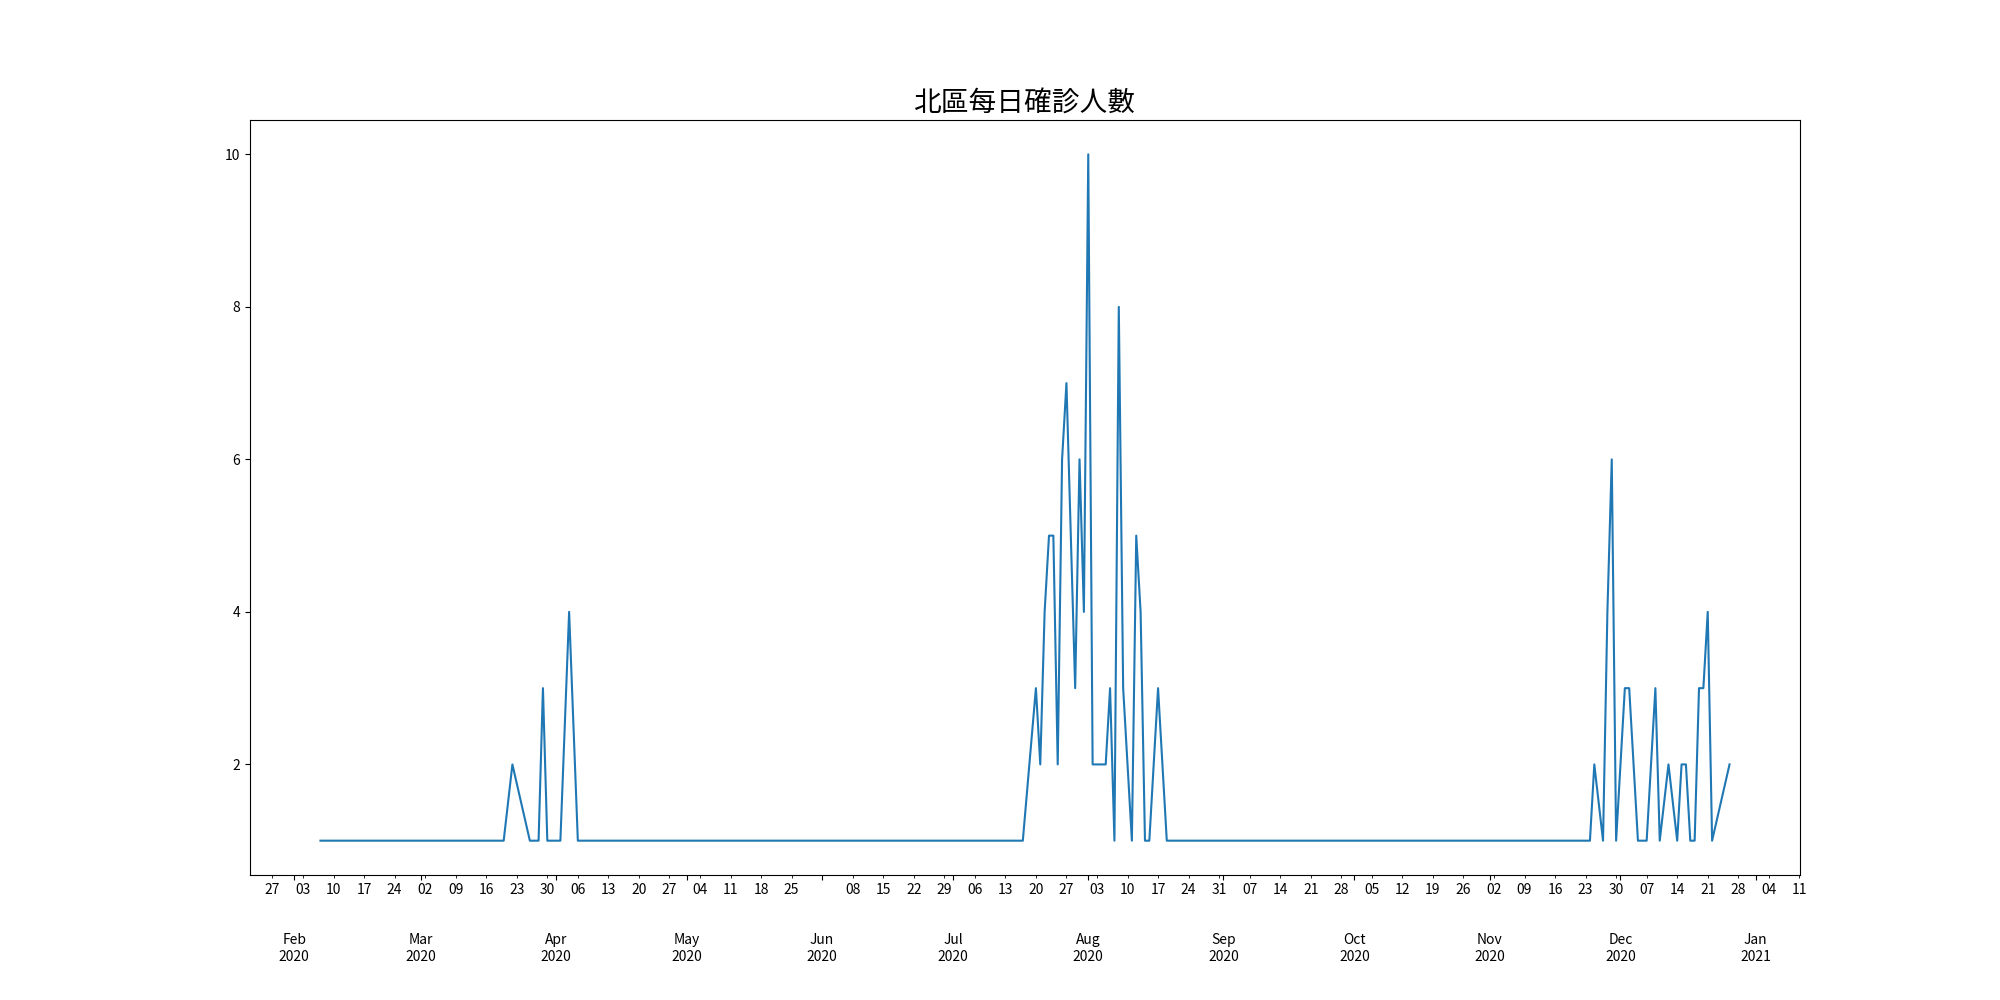 北區每日確診人數
10
8
6
4
2
27 03 10 17 24 02 09 16 23 30 06 13 20 27 04 11 18 25 08 15 22 29 06 13 20 27 03 10 17 24 31 07 14 21 28 05 12 19 26 02 09 16 23 30 07 14 21 28 04 11
Feb Mar Apr May Jun Jul Aug Sep Oct Nov Dec Jan
2020 2020 2020 2020 2020 2020 2020 2020 2020 2020 2020 2021